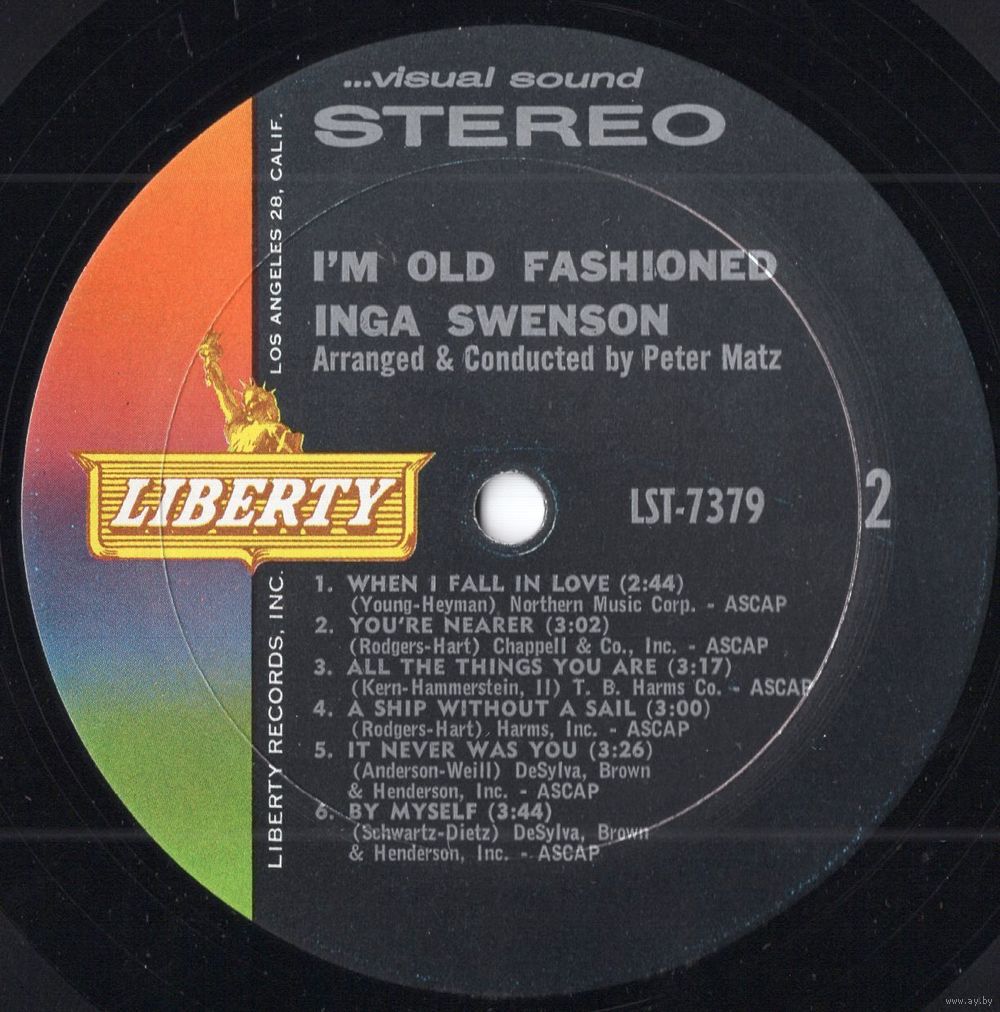 ...visual sound
STEREO
LOS ANGELES 28, CALIF.
I'M OLD FASHIONED
INGA SWENSON
Arranged & Conducted by Peter Matz
LIBERTY
LST-7379
2
LIBERTY RECORDS, INC.
1. WHEN I FALL IN LOVE (2:44)
(Young-Heyman) Northern Music Corp. - ASCAP
2. YOU'RE NEARER (3:02)
(Rodgers-Hart) Chappell & Co., Inc. - ASCAP
3. ALL THE THINGS YOU ARE (3:17)
(Kern-Hammerstein, II) T. B. Harms Co. - ASCAP
4. A SHIP WITHOUT A SAIL (3:00)
(Rodgers-Hart) Harms, Inc. - ASCAP
5. IT NEVER WAS YOU (3:26)
(Anderson-Weill) DeSylva, Brown
& Henderson, Inc. - ASCAP
6. BY MYSELF (3:44)
(Schwartz-Dietz) DeSylva, Brown
& Henderson, Inc. - ASCAP
www.ay.by